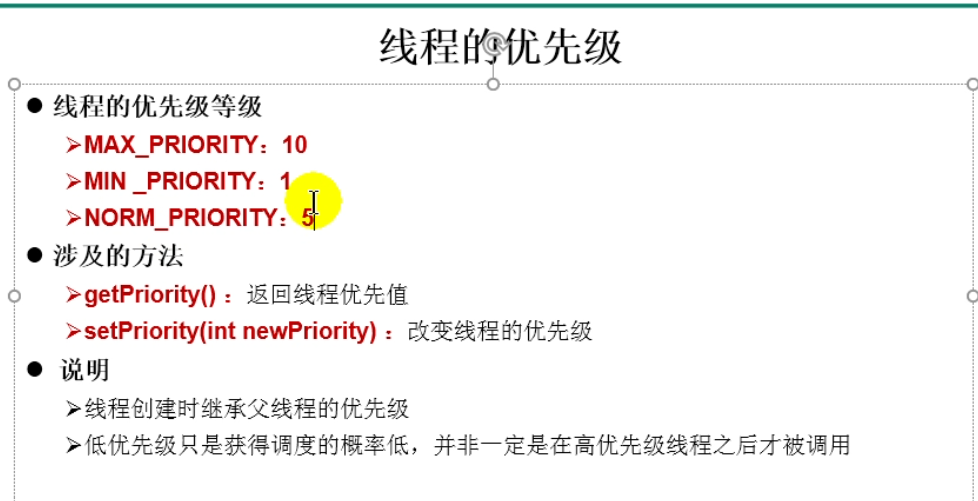 线程的优先级
● 线程的优先级等级
➢MAX_PRIORITY：10
➢MIN _PRIORITY：1
➢NORM_PRIORITY：5
● 涉及的方法
➢getPriority() ：返回线程优先值
➢setPriority(int newPriority) ：改变线程的优先级
● 说明
➢线程创建时继承父线程的优先级
➢低优先级只是获得调度的概率低，并非一定是在高优先级线程之后才被调用